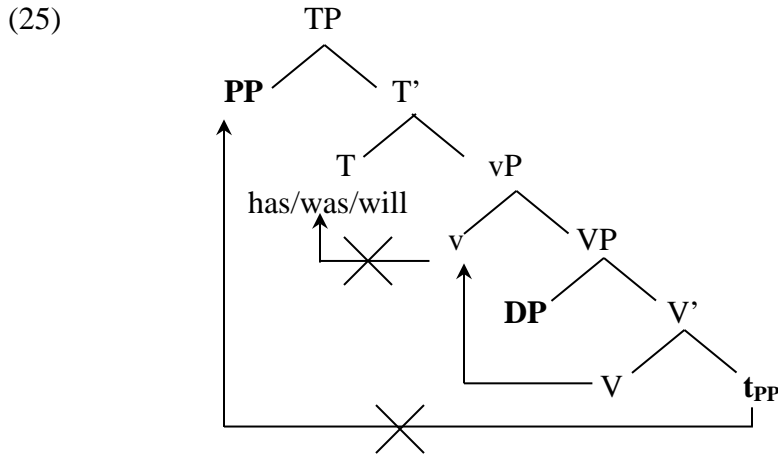 (25) TP
PP T’
T vP
has/was/will
v VP
DP V’
V tPP